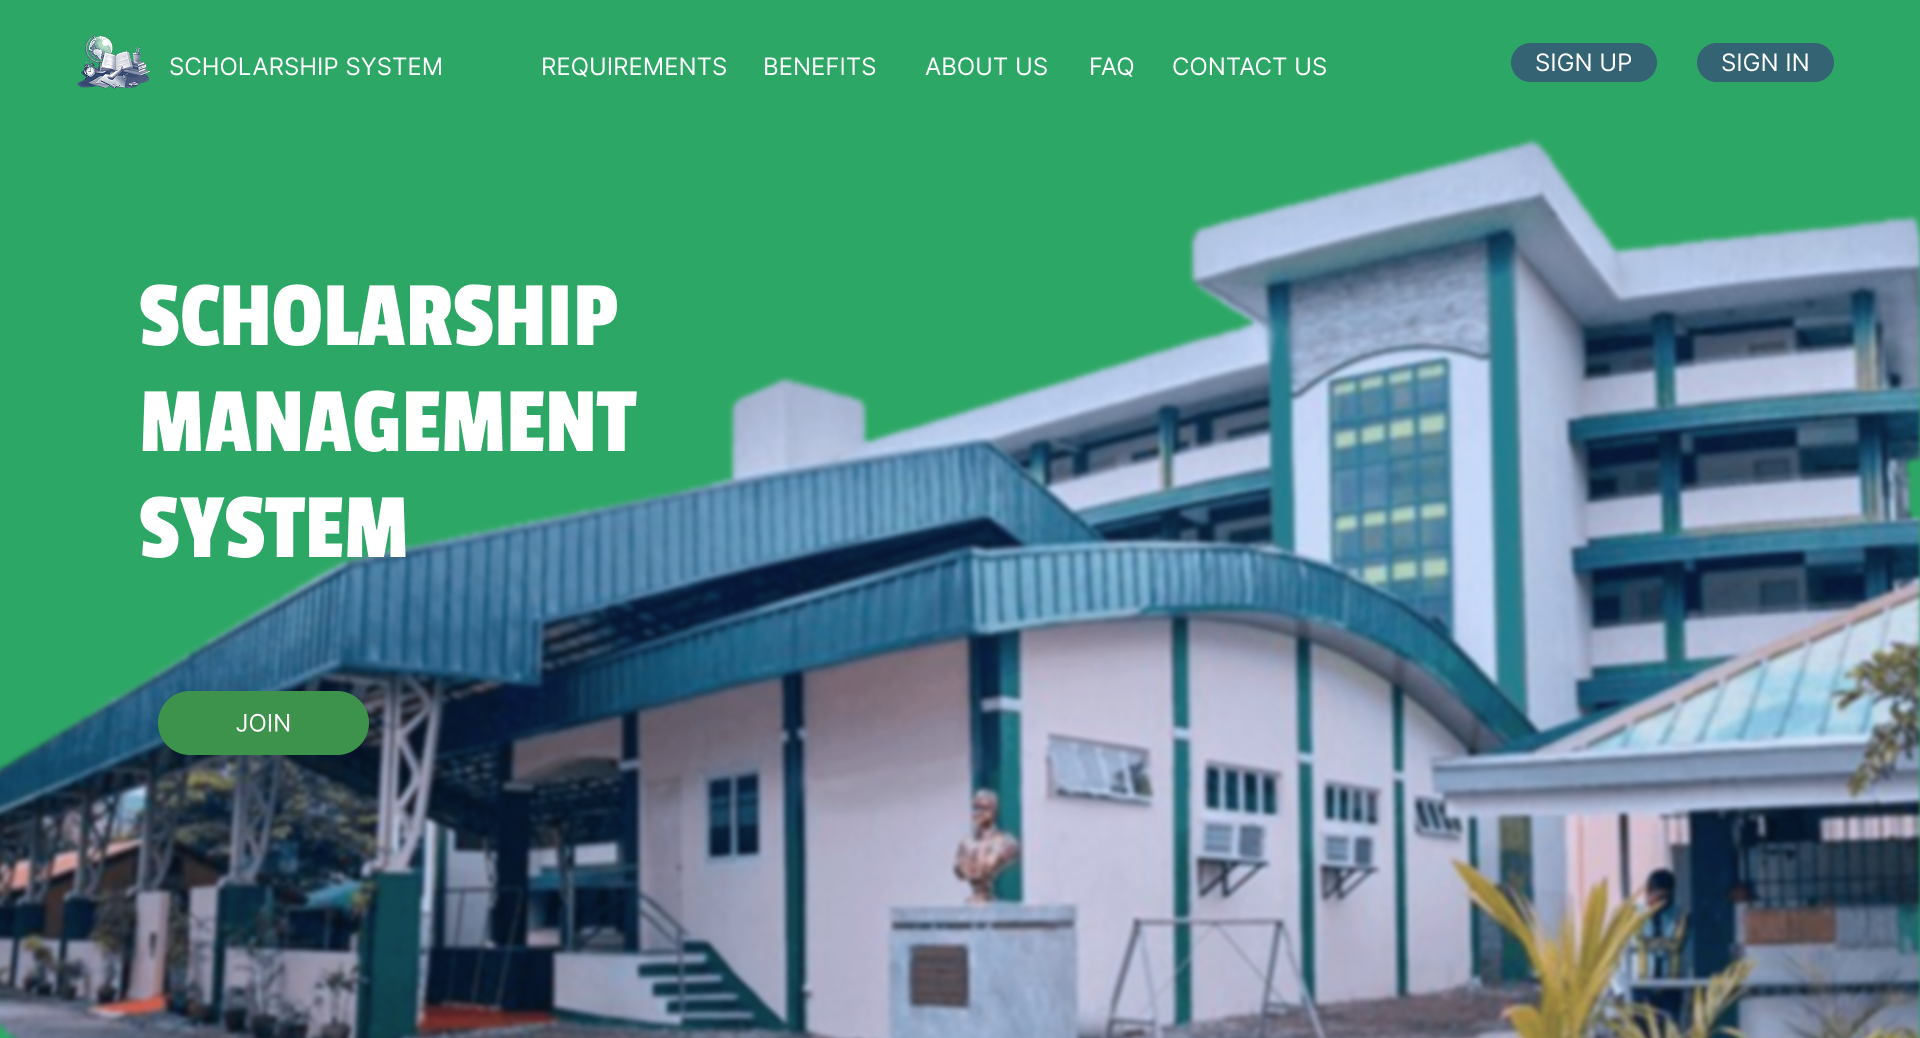 SCHOLARSHIP SYSTEM
REQUIREMENTS
BENEFITS
ABOUT US
FAQ
CONTACT US
SIGN UP
SIGN IN
SCHOLARSHIP
MANAGEMENT
SYSTEM
JOIN